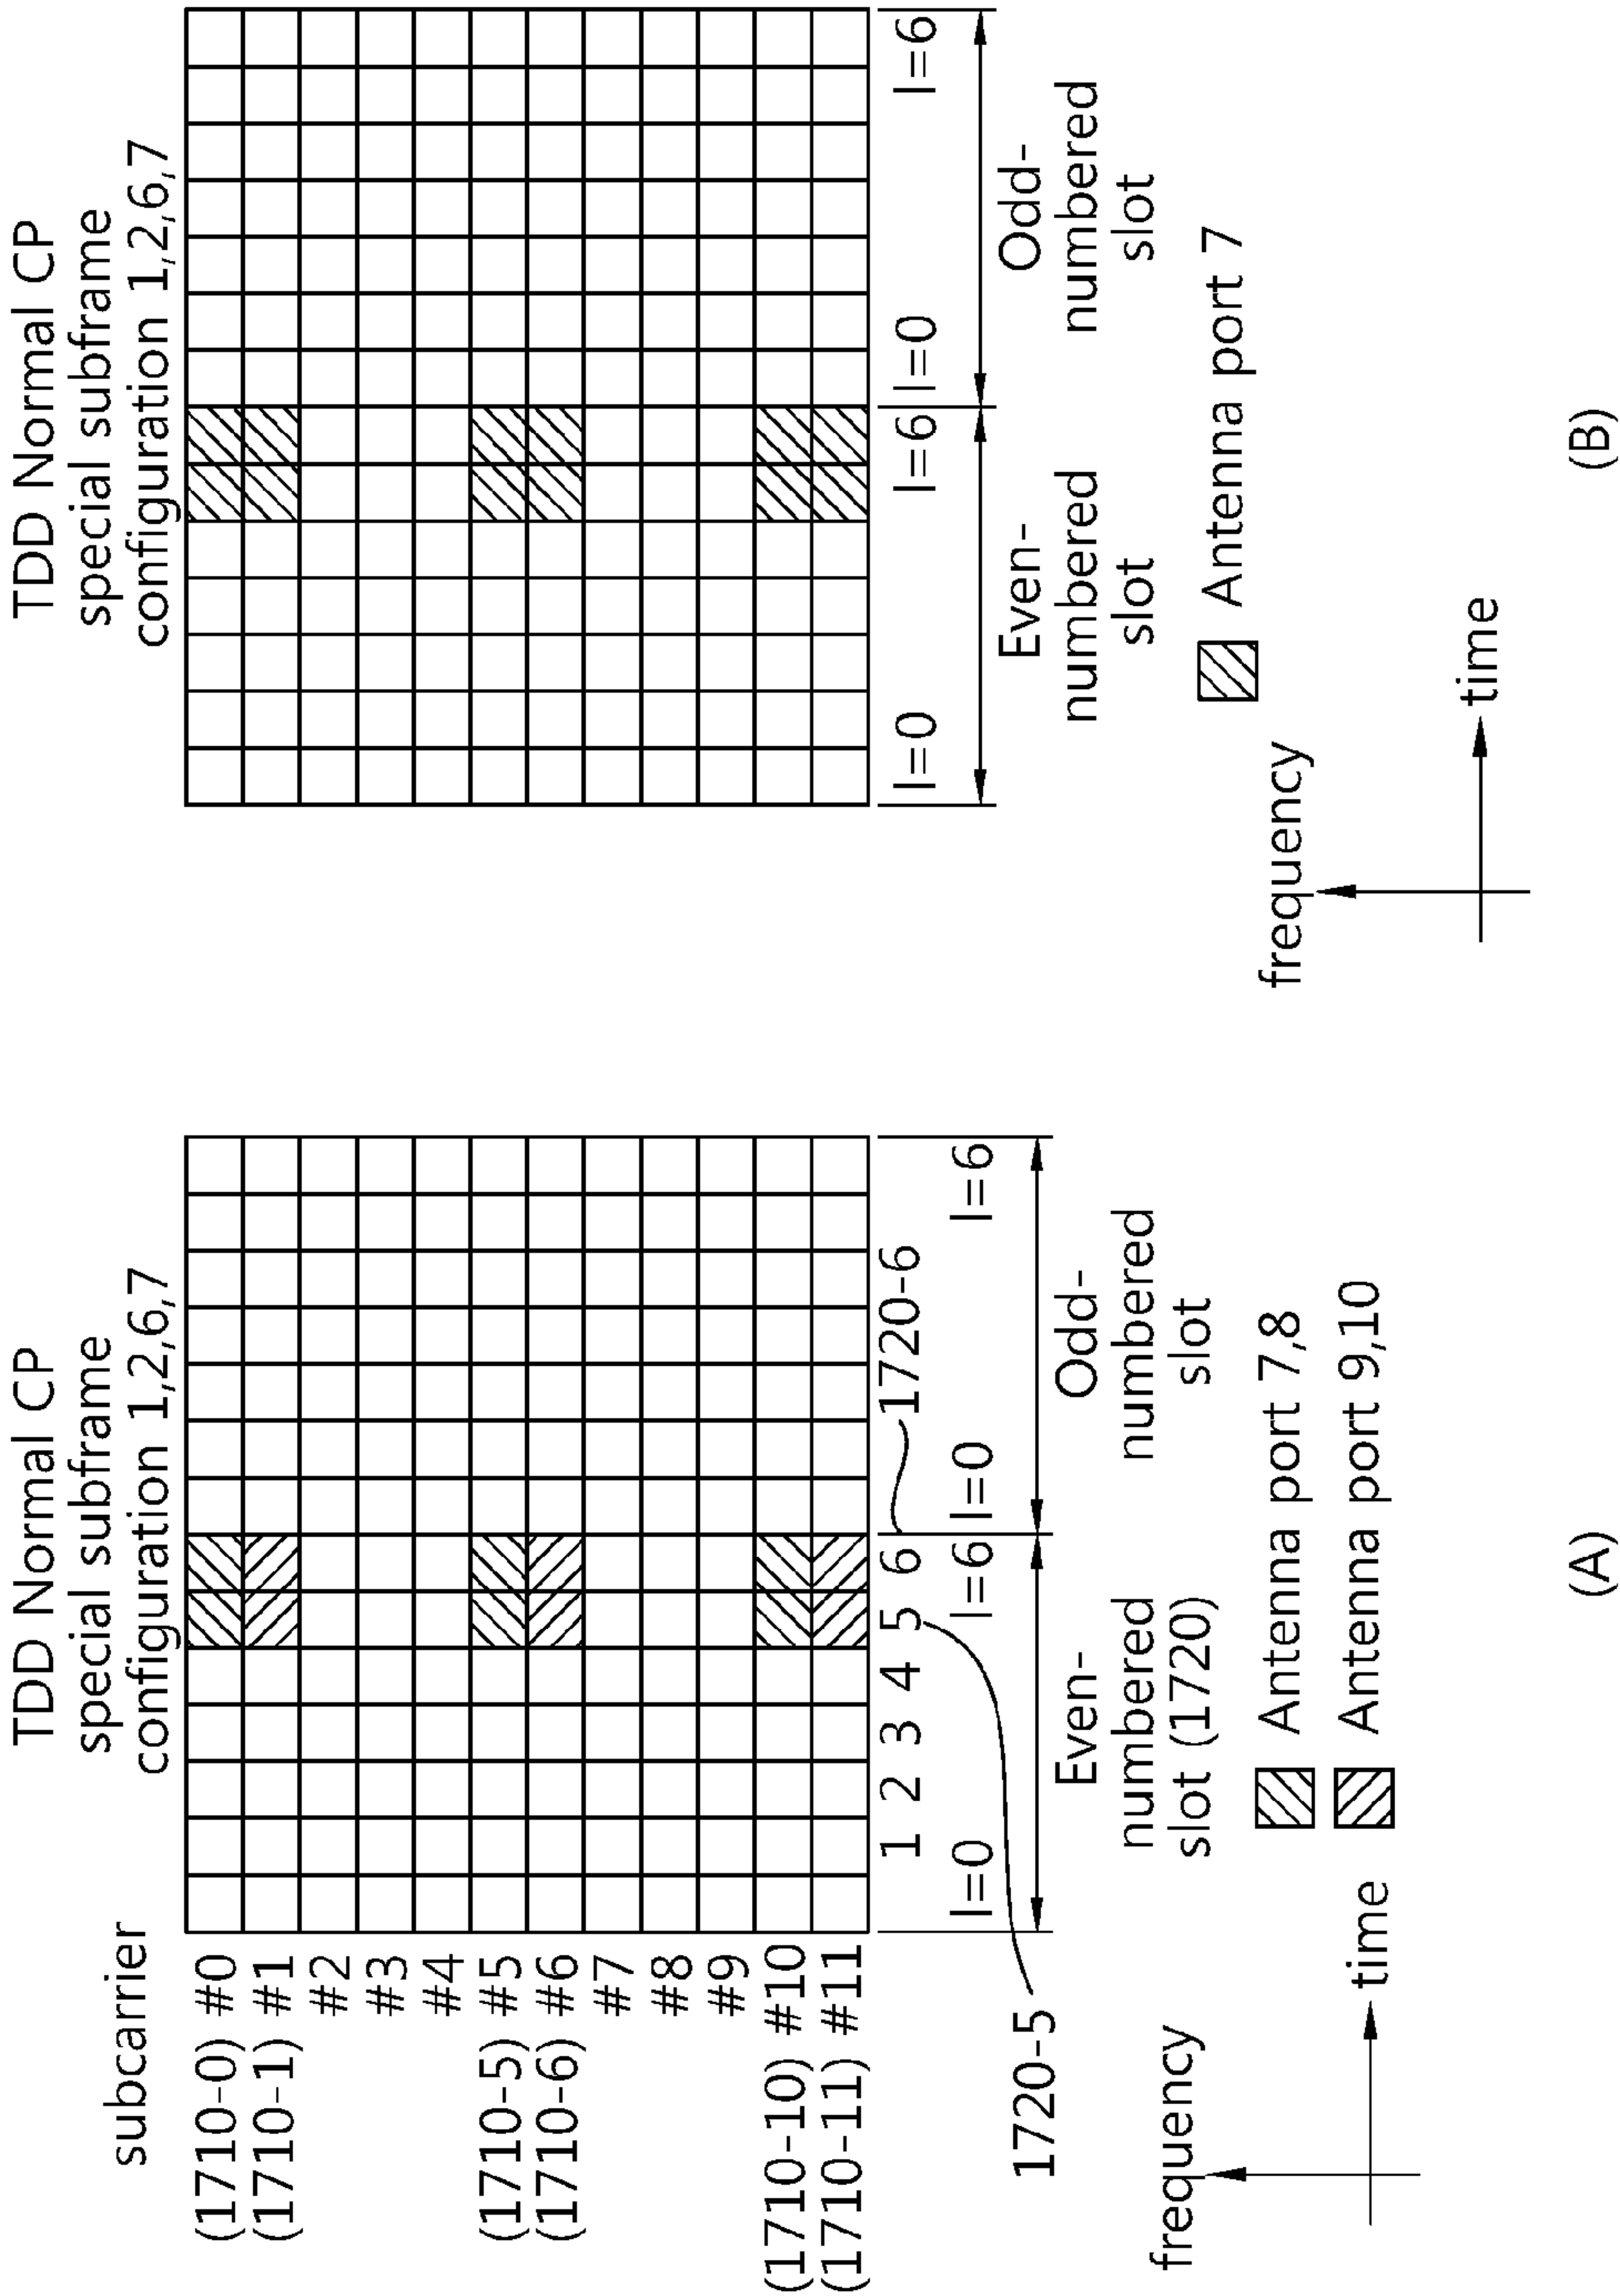 TDD Normal CP
special subframe
configuration 1,2,6,7
subcarrier
(1710-0) #0
(1710-1) #1
#2
#3
#4
(1710-5) #5
(1710-6) #6
#7
#8
#9
(1710-10) #10
(1710-11) #11
1 2 3 4 5 6
1720-6
l=0 l=6 l=0 l=6
1720-5
Even-
numbered
slot (1720)
Odd-
numbered
slot
Antenna port 7,8
Antenna port 9,10
frequency
time
(A)
TDD Normal CP
special subframe
configuration 1,2,6,7
l=0 l=6 l=0 l=6
Even-
numbered
slot
Odd-
numbered
slot
Antenna port 7
frequency
time
(B)